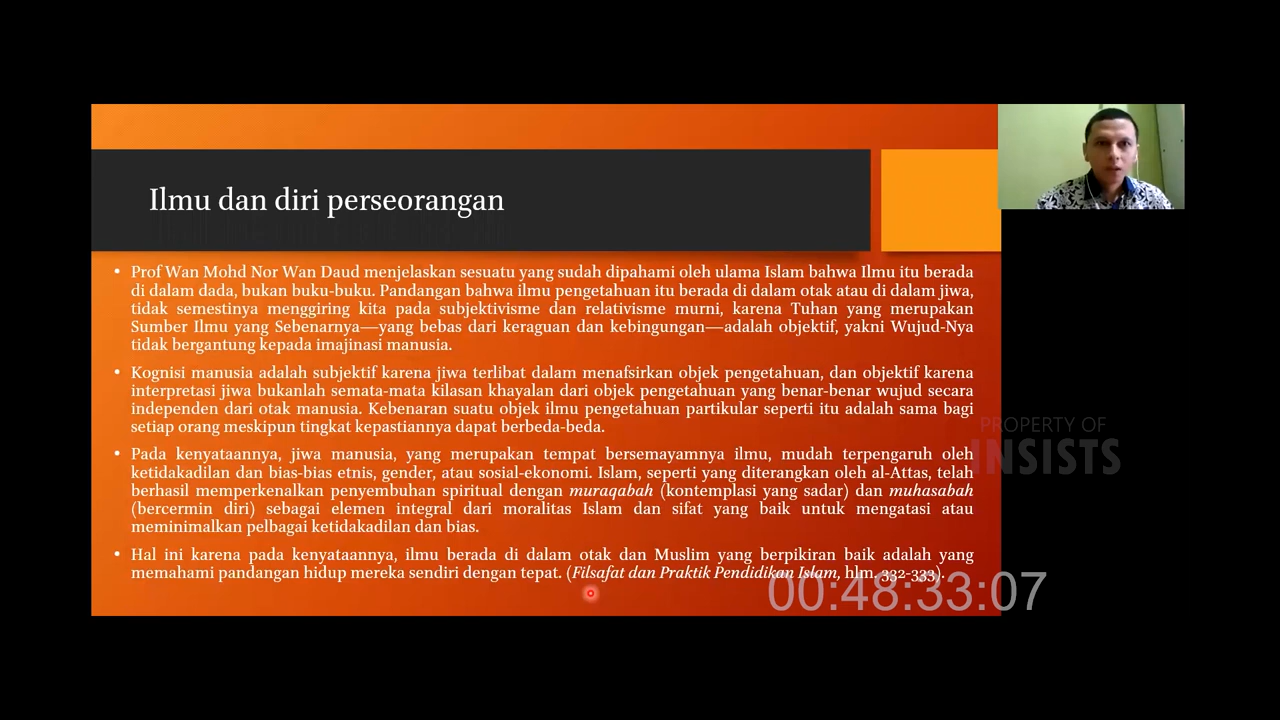 Ilmu dan diri perseorangan
• Prof Wan Mohd Nor Wan Daud menjelaskan sesuatu yang sudah dipahami oleh ulama Islam bahwa Ilmu itu berada
di dalam dada, bukan buku-buku. Pandangan bahwa ilmu pengetahuan itu berada di dalam otak atau di dalam jiwa,
tidak semestinya menggiring kita pada subjektivisme dan relativisme murni, karena Tuhan yang merupakan
Sumber Ilmu yang Sebenarnya—yang bebas dari keraguan dan kebingungan—adalah objektif, yakni Wujud-Nya
tidak bergantung kepada imajinasi manusia.
• Kognisi manusia adalah subjektif karena jiwa terlibat dalam menafsirkan objek pengetahuan, dan objektif karena
interpretasi jiwa bukanlah semata-mata kilasan khayalan dari objek pengetahuan yang benar-benar wujud secara
independen dari otak manusia. Kebenaran suatu objek ilmu pengetahuan partikular seperti itu adalah sama bagi
setiap orang meskipun tingkat kepastiannya dapat berbeda-beda.
• Pada kenyataannya, jiwa manusia, yang merupakan tempat bersemayamnya ilmu, mudah terpengaruh oleh
ketidakadilan dan bias-bias etnis, gender, atau sosial-ekonomi. Islam, seperti yang diterangkan oleh al-Attas, telah
berhasil memperkenalkan penyembuhan spiritual dengan muraqabah (kontemplasi yang sadar) dan muhasabah
(bercermin diri) sebagai elemen integral dari moralitas Islam dan sifat yang baik untuk mengatasi atau
meminimalkan pelbagai ketidakadilan dan bias.
• Hal ini karena pada kenyataannya, ilmu berada di dalam otak dan Muslim yang berpikiran baik adalah yang
memahami pandangan hidup mereka sendiri dengan tepat. (Filsafat dan Praktik Pendidikan Islam, hlm. 332-333).
PROPERTY OF
INSISTS
00:48:33:07